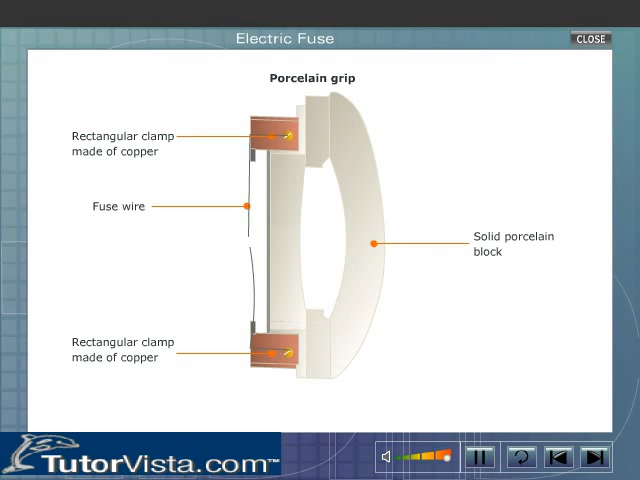 Electric Fuse
CLOSE
Porcelain grip
Rectangular clamp
made of copper
Fuse wire
Solid porcelain
block
Rectangular clamp
made of copper
TutorVista.com™